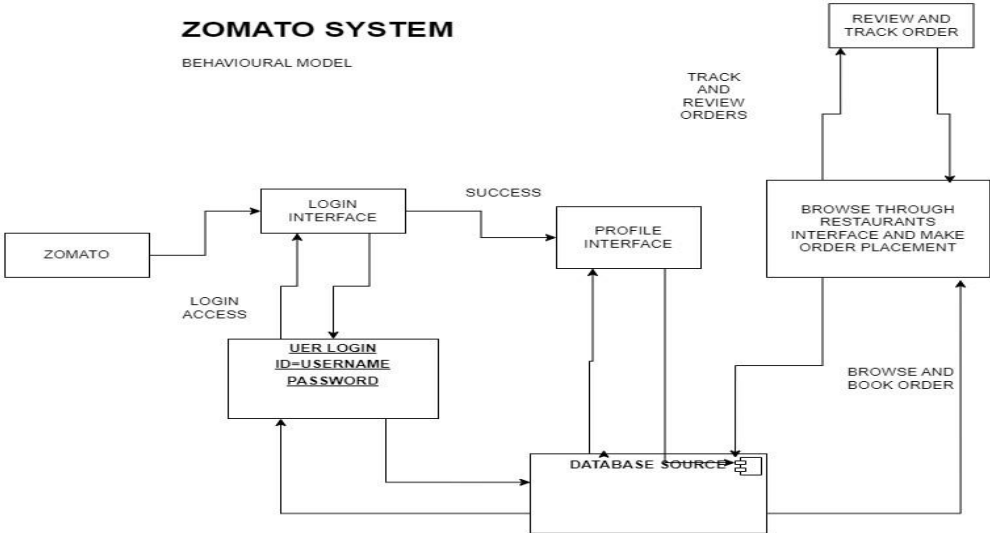 ZOMATO SYSTEM
BEHAVIOURAL MODEL
REVIEW AND
TRACK ORDER
TRACK
AND
REVIEW
ORDERS
LOGIN
INTERFACE
SUCCESS
PROFILE
INTERFACE
BROWSE THROUGH
RESTAURANTS
INTERFACE AND MAKE
ORDER PLACEMENT
ZOMATO
LOGIN
ACCESS
UER LOGIN
ID=USERNAME
PASSWORD
BROWSE AND
BOOK ORDER
DATABASE SOURCE